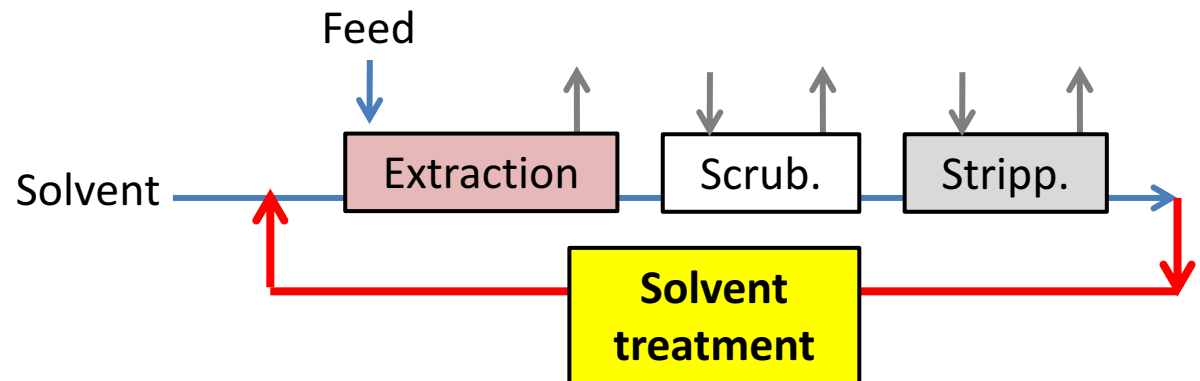 Feed
Solvent
Extraction
Scrub.
Stripp.
Solvent
treatment